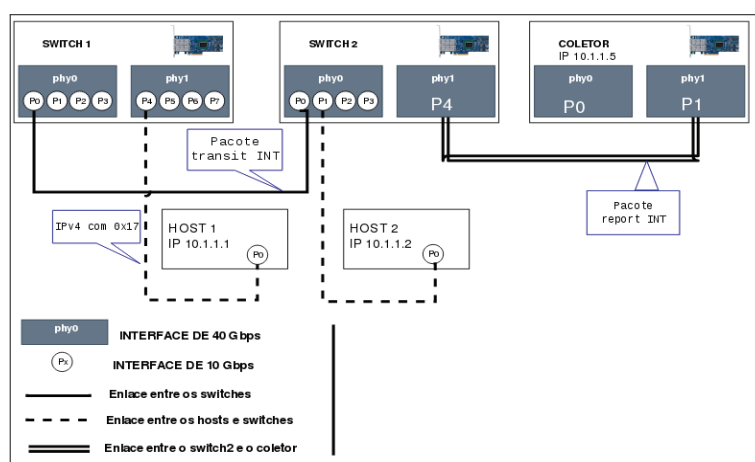 SWITCH 1
phy0
P0 P1 P2 P3
phy1
P4 P5 P6 P7
SWITCH 2
phy0
P0 P1 P2 P3
phy1
P4
COLETOR
IP 10.1.1.5
phy0
P0
phy1
P1
Pacote
transit INT
Pacote
report INT
IPv4 com 0x17
HOST 1
IP 10.1.1.1
P0
HOST 2
IP 10.1.1.2
P0
phy0
INTERFACE DE 40 Gbps
Px
INTERFACE DE 10 Gbps
Enlace entre os switches
Enlace entre os hosts e switches
Enlace entre o switch2 e o coletor